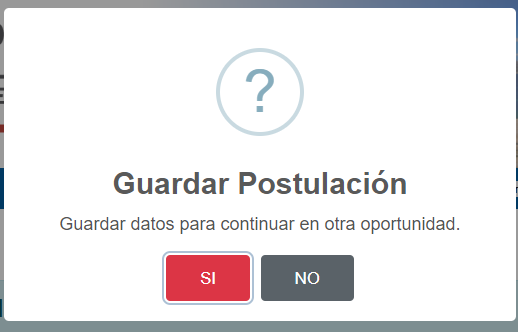 ?
Guardar Postulación
Guardar datos para continuar en otra oportunidad.
SI
NO